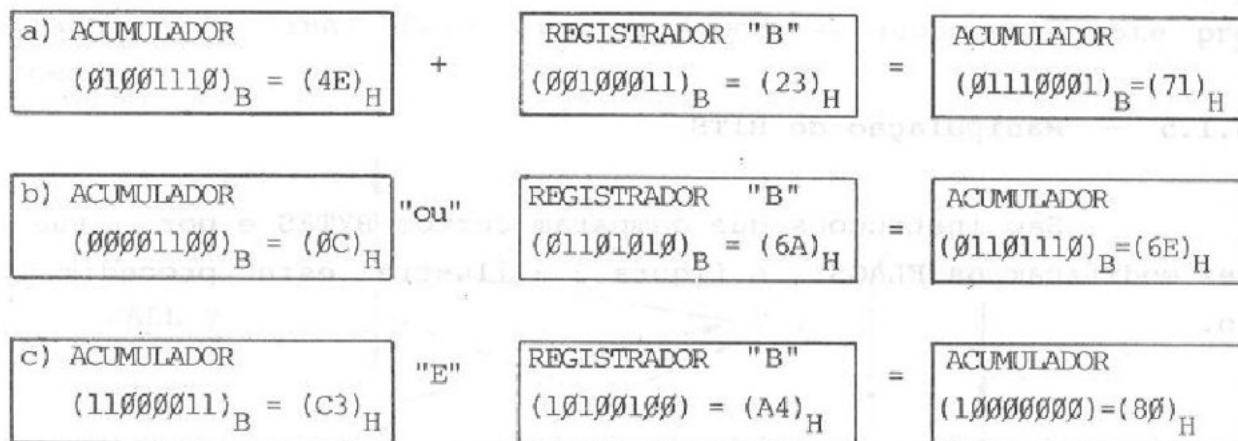 a) ACUMULADOR
(Ø1ØØ111Ø)B = (4E)H
+
REGISTRADOR "B"
(ØØ1ØØØ11)B = (23)H
=
ACUMULADOR
(Ø111ØØØ1)B=(71)H
b) ACUMULADOR
(ØØØØ11ØØ)B = (ØC)H
"ou"
REGISTRADOR "B"
(Ø11Ø1Ø1Ø)B = (6A)H
=
ACUMULADOR
(Ø11Ø111Ø)B=(6E)H
c) ACUMULADOR
(11ØØØØ11)B = (C3)H
"E"
REGISTRADOR "B"
(1Ø1ØØ1ØØ) = (A4)H
=
ACUMULADOR
(1ØØØØØØØ)=(8Ø)H